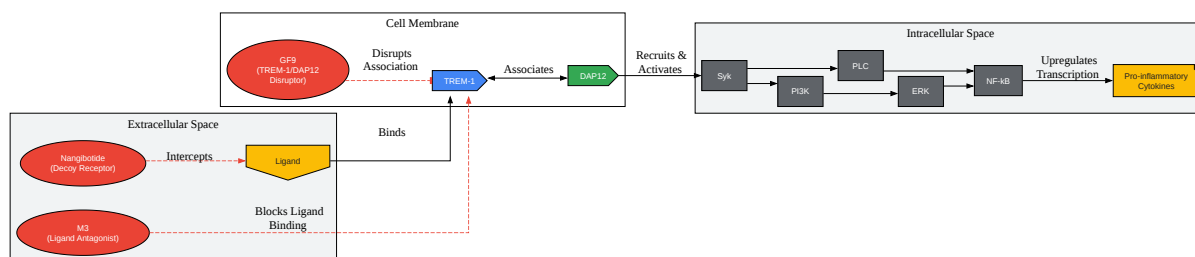 Cell Membrane
GF9
(TREM-1/DAP12
Disruptor)
Disrupts
Association
TREM-1
Associates
DAP12
Recruits &
Activates
Intracellular Space
Syk
PLC
PI3K
ERK
NF-kB
Upregulates
Transcription
Pro-inflammatory
Cytokines
Extracellular Space
Nangibotide
(Decoy Receptor)
Intercepts
Ligand
Binds
M3
(Ligand Antagonist)
Blocks Ligand
Binding